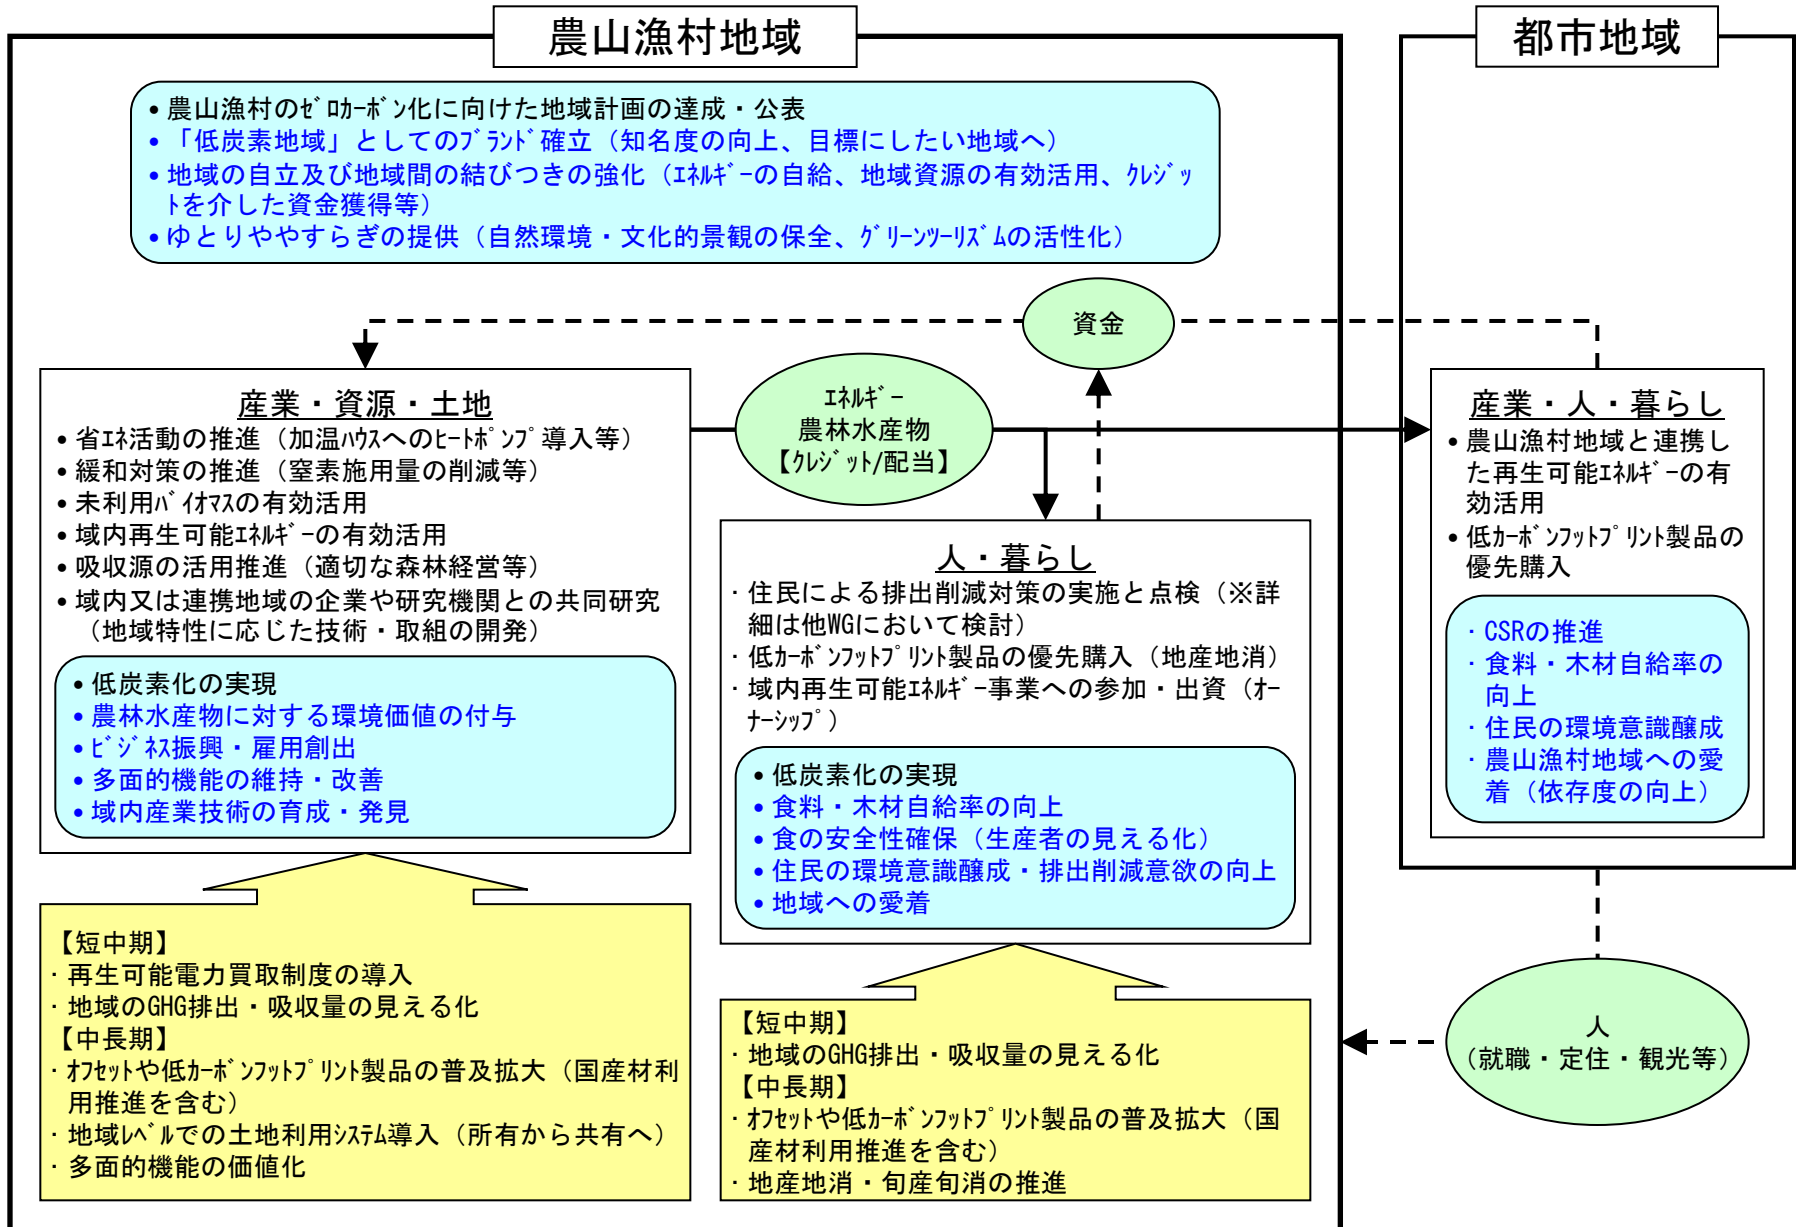 農山漁村地域
都市地域
•農山漁村のｾﾞﾛｶｰﾎﾞﾝ化に向けた地域計画の達成・公表
•「低炭素地域」としてのﾌﾞﾗﾝﾄﾞ確立（知名度の向上、目標にしたい地域へ）
•地域の自立及び地域間の結びつきの強化（ｴﾈﾙｷﾞｰの自給、地域資源の有効活用、ｸﾚｼﾞｯ
ﾄを介した資金獲得等）
•ゆとりややすらぎの提供（自然環境・文化的景観の保全、ｸﾞﾘｰﾝﾂｰﾘｽﾞﾑの活性化）
資金
産業・資源・土地
•省ｴﾈ活動の推進（加温ﾊｳｽへのﾋｰﾄﾎﾟﾝﾌﾟ導入等）
•緩和対策の推進（窒素施用量の削減等）
•未利用ﾊﾞｲｵﾏｽの有効活用
•域内再生可能ｴﾈﾙｷﾞｰの有効活用
•吸収源の活用推進（適切な森林経営等）
•域内又は連携地域の企業や研究機関との共同研究
（地域特性に応じた技術・取組の開発）
•低炭素化の実現
•農林水産物に対する環境価値の付与
•ﾋﾞｼﾞﾈｽ振興・雇用創出
•多面的機能の維持・改善
•域内産業技術の育成・発見
ｴﾈﾙｷﾞｰ
農林水産物
【ｸﾚｼﾞｯﾄ/配当】
人・暮らし
·住民による排出削減対策の実施と点検（※詳
細は他WGにおいて検討）
·低ｶｰﾎﾞﾝﾌｯﾄﾌﾟﾘﾝﾄ製品の優先購入（地産地消）
·域内再生可能ｴﾈﾙｷﾞｰ事業への参加・出資（ｵｰ
ﾅｰｼｯﾌﾟ）
•低炭素化の実現
•食料・木材自給率の向上
•食の安全性確保（生産者の見える化）
•住民の環境意識醸成・排出削減意欲の向上
•地域への愛着
産業・人・暮らし
•農山漁村地域と連携し
た再生可能ｴﾈﾙｷﾞｰの有
効活用
•低ｶｰﾎﾞﾝﾌｯﾄﾌﾟﾘﾝﾄ製品の
優先購入
·CSRの推進
·食料・木材自給率の
向上
·住民の環境意識醸成
·農山漁村地域への愛
着（依存度の向上）
【短中期】
·再生可能電力買取制度の導入
·地域のGHG排出・吸収量の見える化
【中長期】
·ｵﾌｾｯﾄや低ｶｰﾎﾞﾝﾌｯﾄﾌﾟﾘﾝﾄ製品の普及拡大（国産材利
用推進を含む）
·地域ﾚﾍﾞﾙでの土地利用ｼｽﾃﾑ導入（所有から共有へ）
·多面的機能の価値化
【短中期】
·地域のGHG排出・吸収量の見える化
【中長期】
·ｵﾌｾｯﾄや低ｶｰﾎﾞﾝﾌｯﾄﾌﾟﾘﾝﾄ製品の普及拡大（国
産材利用推進を含む）
·地産地消・旬産旬消の推進
人
（就職・定住・観光等）